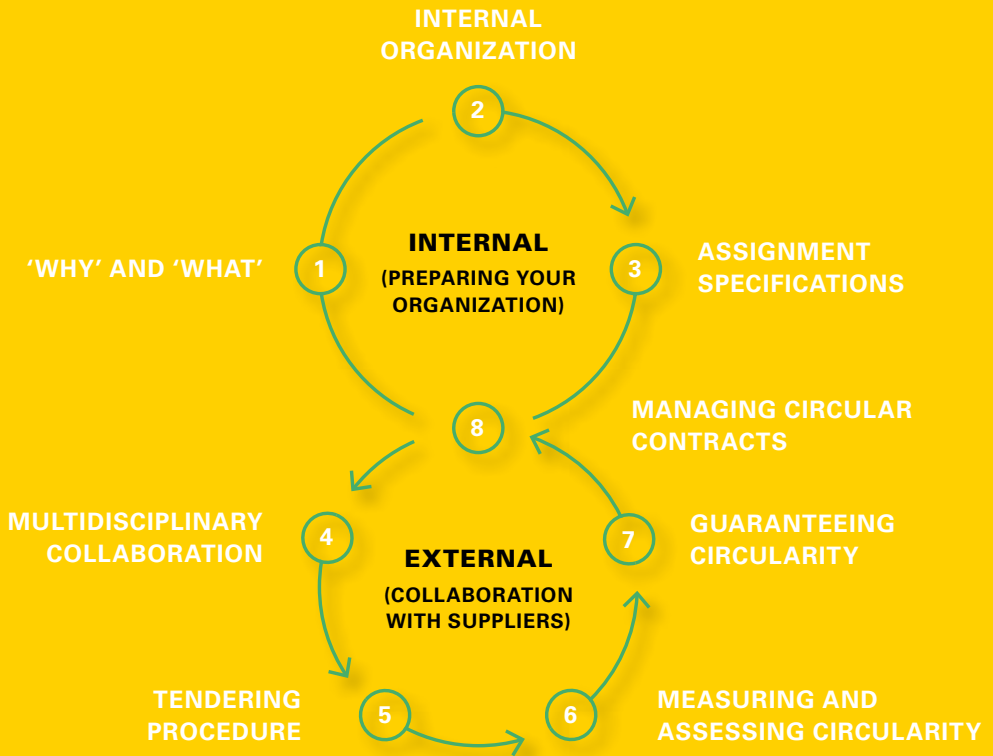 INTERNAL
ORGANIZATION
2
'WHY' AND 'WHAT'
1
INTERNAL
(PREPARING YOUR
ORGANIZATION)
3
ASSIGNMENT
SPECIFICATIONS
8
MANAGING CIRCULAR
CONTRACTS
MULTIDISCIPLINARY
COLLABORATION
4
EXTERNAL
(COLLABORATION
WITH SUPPLIERS)
7
GUARANTEEING
CIRCULARITY
TENDERING
PROCEDURE
5
6
MEASURING AND
ASSESSING CIRCULARITY